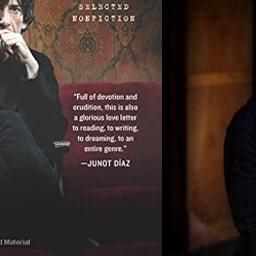 SELECTED
NONFICTION
"Full of devotion and
erudition, this is also
a glorious love letter
to reading, to writing,
to dreaming, to an
entire genre."
—JUNOT DÍAZ
d Material